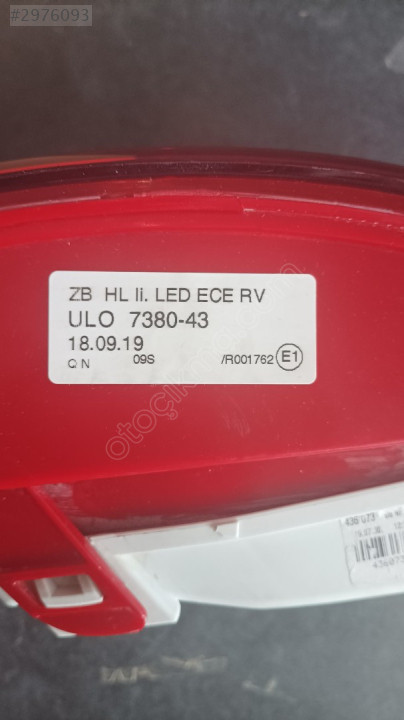 #2976093
ZB HL li. LED ECE RV
ULO 7380-43
18.09.19
Q N 09S /R001762 E1